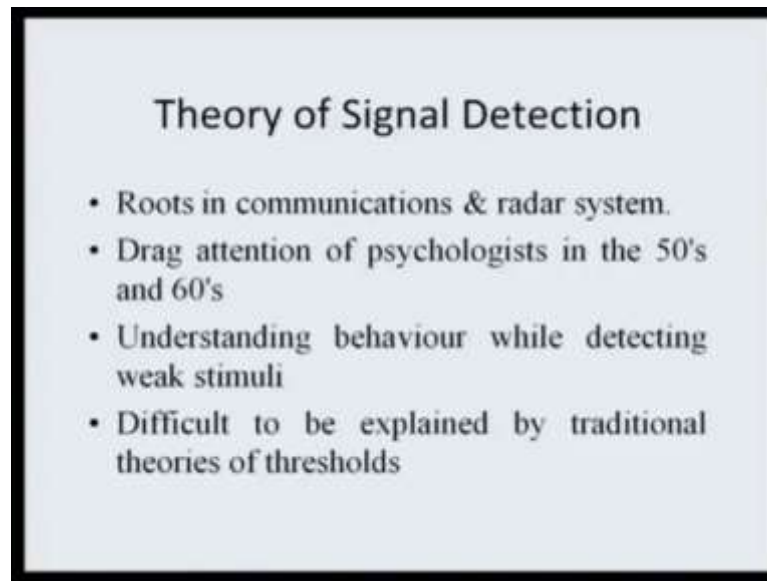 Theory of Signal Detection
• Roots in communications & radar system.
• Drag attention of psychologists in the 50's
and 60's
• Understanding behaviour while detecting
weak stimuli
• Difficult to be explained by traditional
theories of thresholds